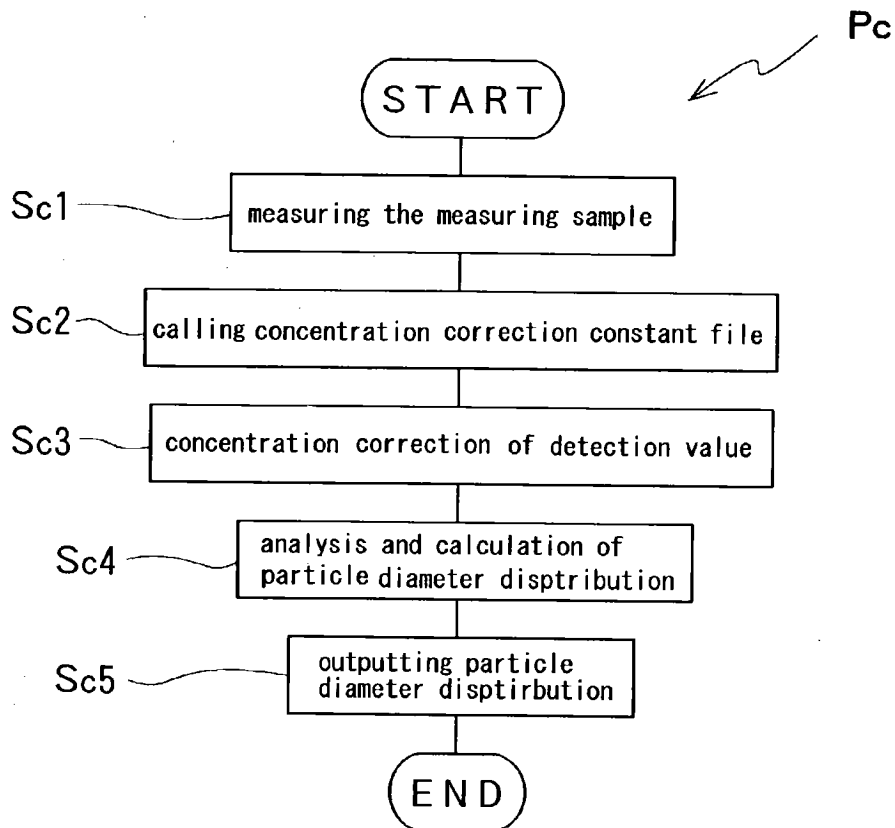 Pc
START
Sc1
measuring the measuring sample
Sc2
calling concentration correction constant file
Sc3
concentration correction of detection value
Sc4
analysis and calculation of
particle diameter disptribution
Sc5
outputting particle
diameter disptirbution
END